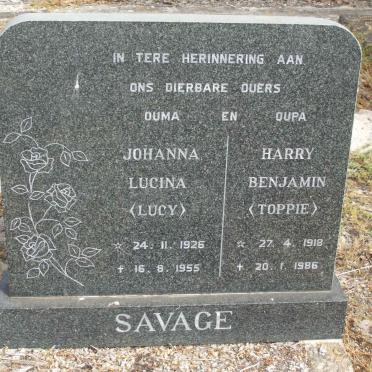 IN TERE HERINNERING AAN
ONS DIERBARE OUERS
OUMA EN OUPA
JOHANNA HARRY
LUCINA BENJAMIN
(LUCY) (TOPPIE)
☆ 24. 11. 1926 ☆ 27. 4. 1918
✝ 16. 8. 1955 ✝ 20. 1. 1986
SAVAGE